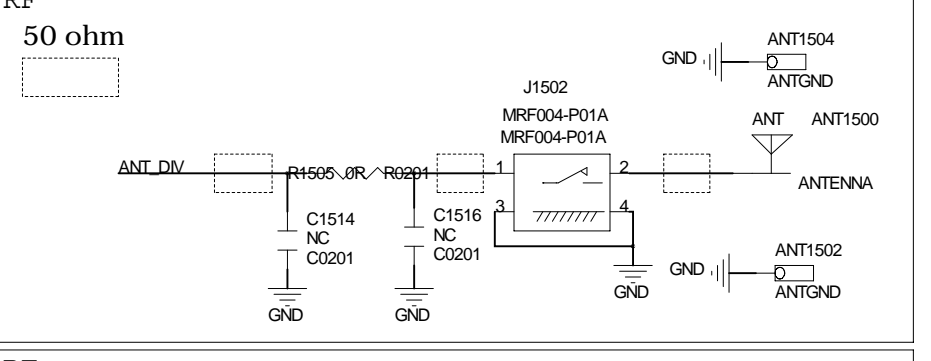 RF
50 ohm
ANT1504
GND
ANTGND
J1502
MRF004-P01A
MRF004-P01A
ANT ANT1500
ANT_DIV
R1505 0R R0201
1
2
ANTENNA
3
4
C1514
NC
C0201
C1516
NC
C0201
ANT1502
GND
ANTGND
GND
GND
GND